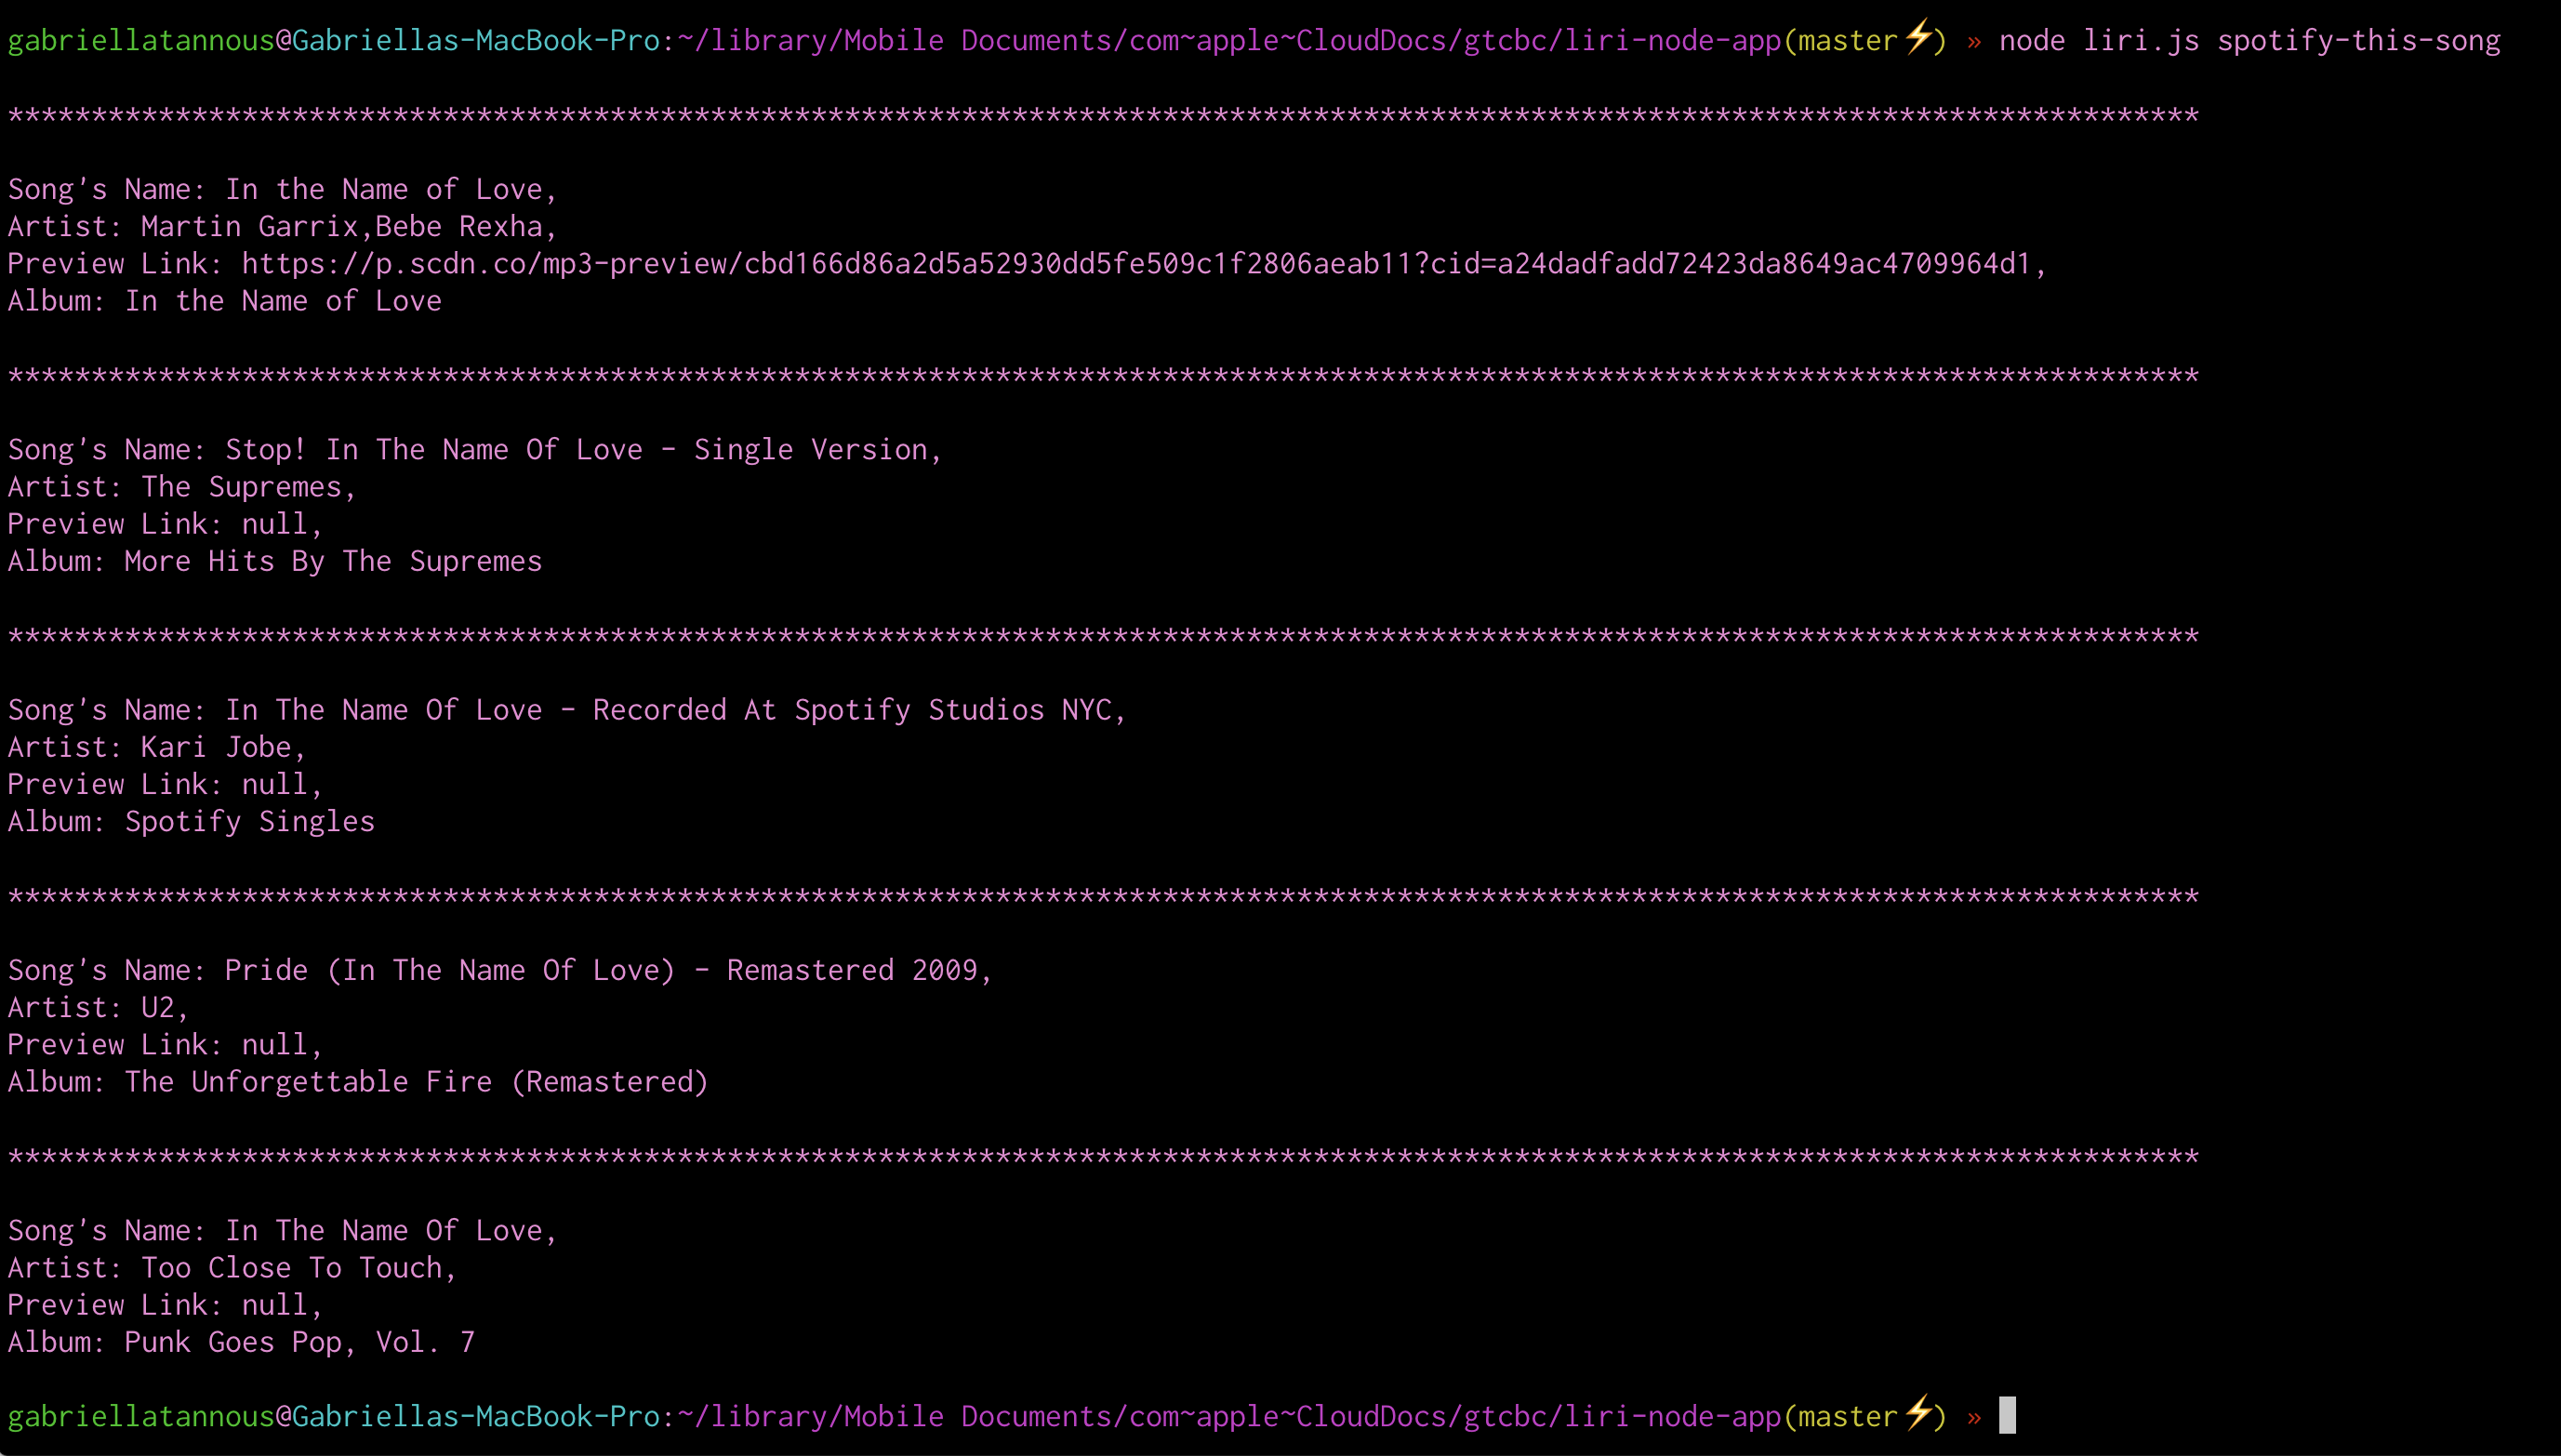 gabriellatannous@Gabriellas-MacBook-Pro:~/library/Mobile Documents/com~apple~CloudDocs/gtcbc/liri-node-app(master⚡) » node liri.js spotify-this-song
***********************************************************************************************************************************
Song's Name: In the Name of Love,
Artist: Martin Garrix,Bebe Rexha,
Preview Link: https://p.scdn.co/mp3-preview/cbd166d86a2d5a52930dd5fe509c1f2806aeab11?cid=a24dadfadd72423da8649ac4709964d1,
Album: In the Name of Love
***********************************************************************************************************************************
Song's Name: Stop! In The Name Of Love - Single Version,
Artist: The Supremes,
Preview Link: null,
Album: More Hits By The Supremes
***********************************************************************************************************************************
Song's Name: In The Name Of Love - Recorded At Spotify Studios NYC,
Artist: Kari Jobe,
Preview Link: null,
Album: Spotify Singles
***********************************************************************************************************************************
Song's Name: Pride (In The Name Of Love) - Remastered 2009,
Artist: U2,
Preview Link: null,
Album: The Unforgettable Fire (Remastered)
***********************************************************************************************************************************
Song's Name: In The Name Of Love,
Artist: Too Close To Touch,
Preview Link: null,
Album: Punk Goes Pop, Vol. 7
gabriellatannous@Gabriellas-MacBook-Pro:~/library/Mobile Documents/com~apple~CloudDocs/gtcbc/liri-node-app(master⚡) »